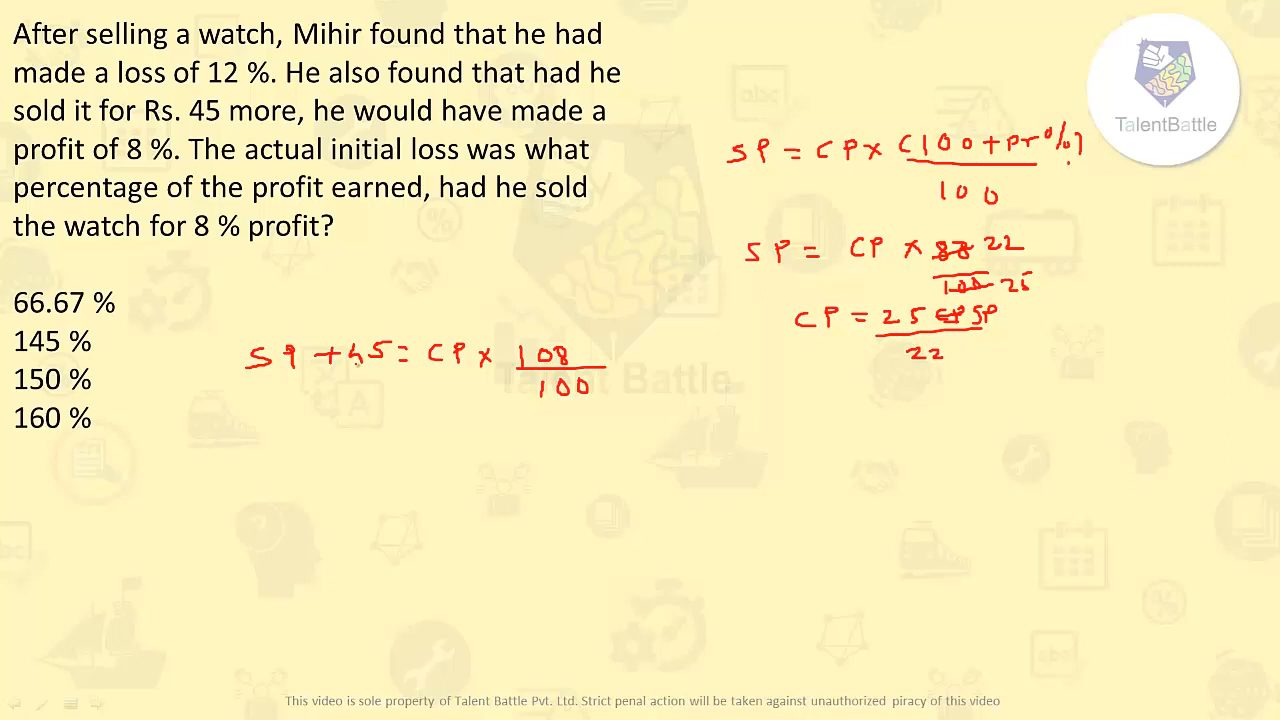 After selling a watch, Mihir found that he had
made a loss of 12 %. He also found that had he
sold it for Rs. 45 more, he would have made a
profit of 8 %. The actual initial loss was what
percentage of the profit earned, had he sold
the watch for 8 % profit?
66.67 %
145 %
150 %
160 %
SP + 45 = CP × 108
100
SP = CP × (100 + pr%)
100
SP = CP × 88 22
100 25
CP = 25 CP SP
22
TalentBattle
Talent Battle
This video is sole property of Talent Battle Pvt. Ltd. Strict penal action will be taken against unauthorized piracy of this video